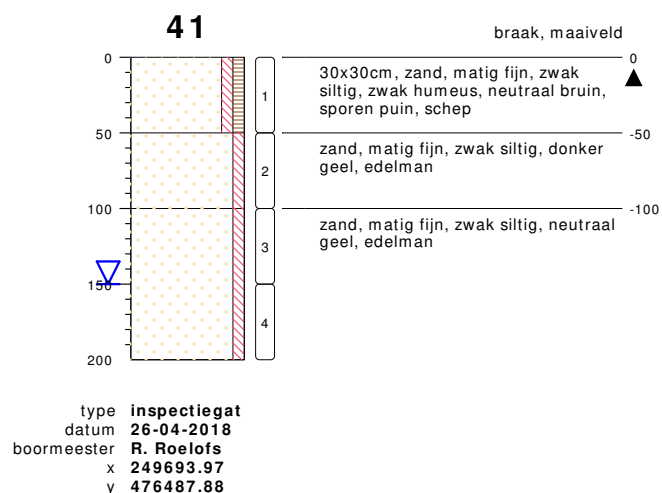 41
braak, maaiveld
0
0
30x30cm, zand, matig fijn, zwak
siltig, zwak humeus, neutraal bruin,
sporen puin, schep
1
50
-50
zand, matig fijn, zwak siltig, donker
geel, edelman
2
100
-100
zand, matig fijn, zwak siltig, neutraal
geel, edelman
3
150
4
200
type inspectiegat
datum 26-04-2018
boormeester R. Roelofs
x 249693.97
y 476487.88